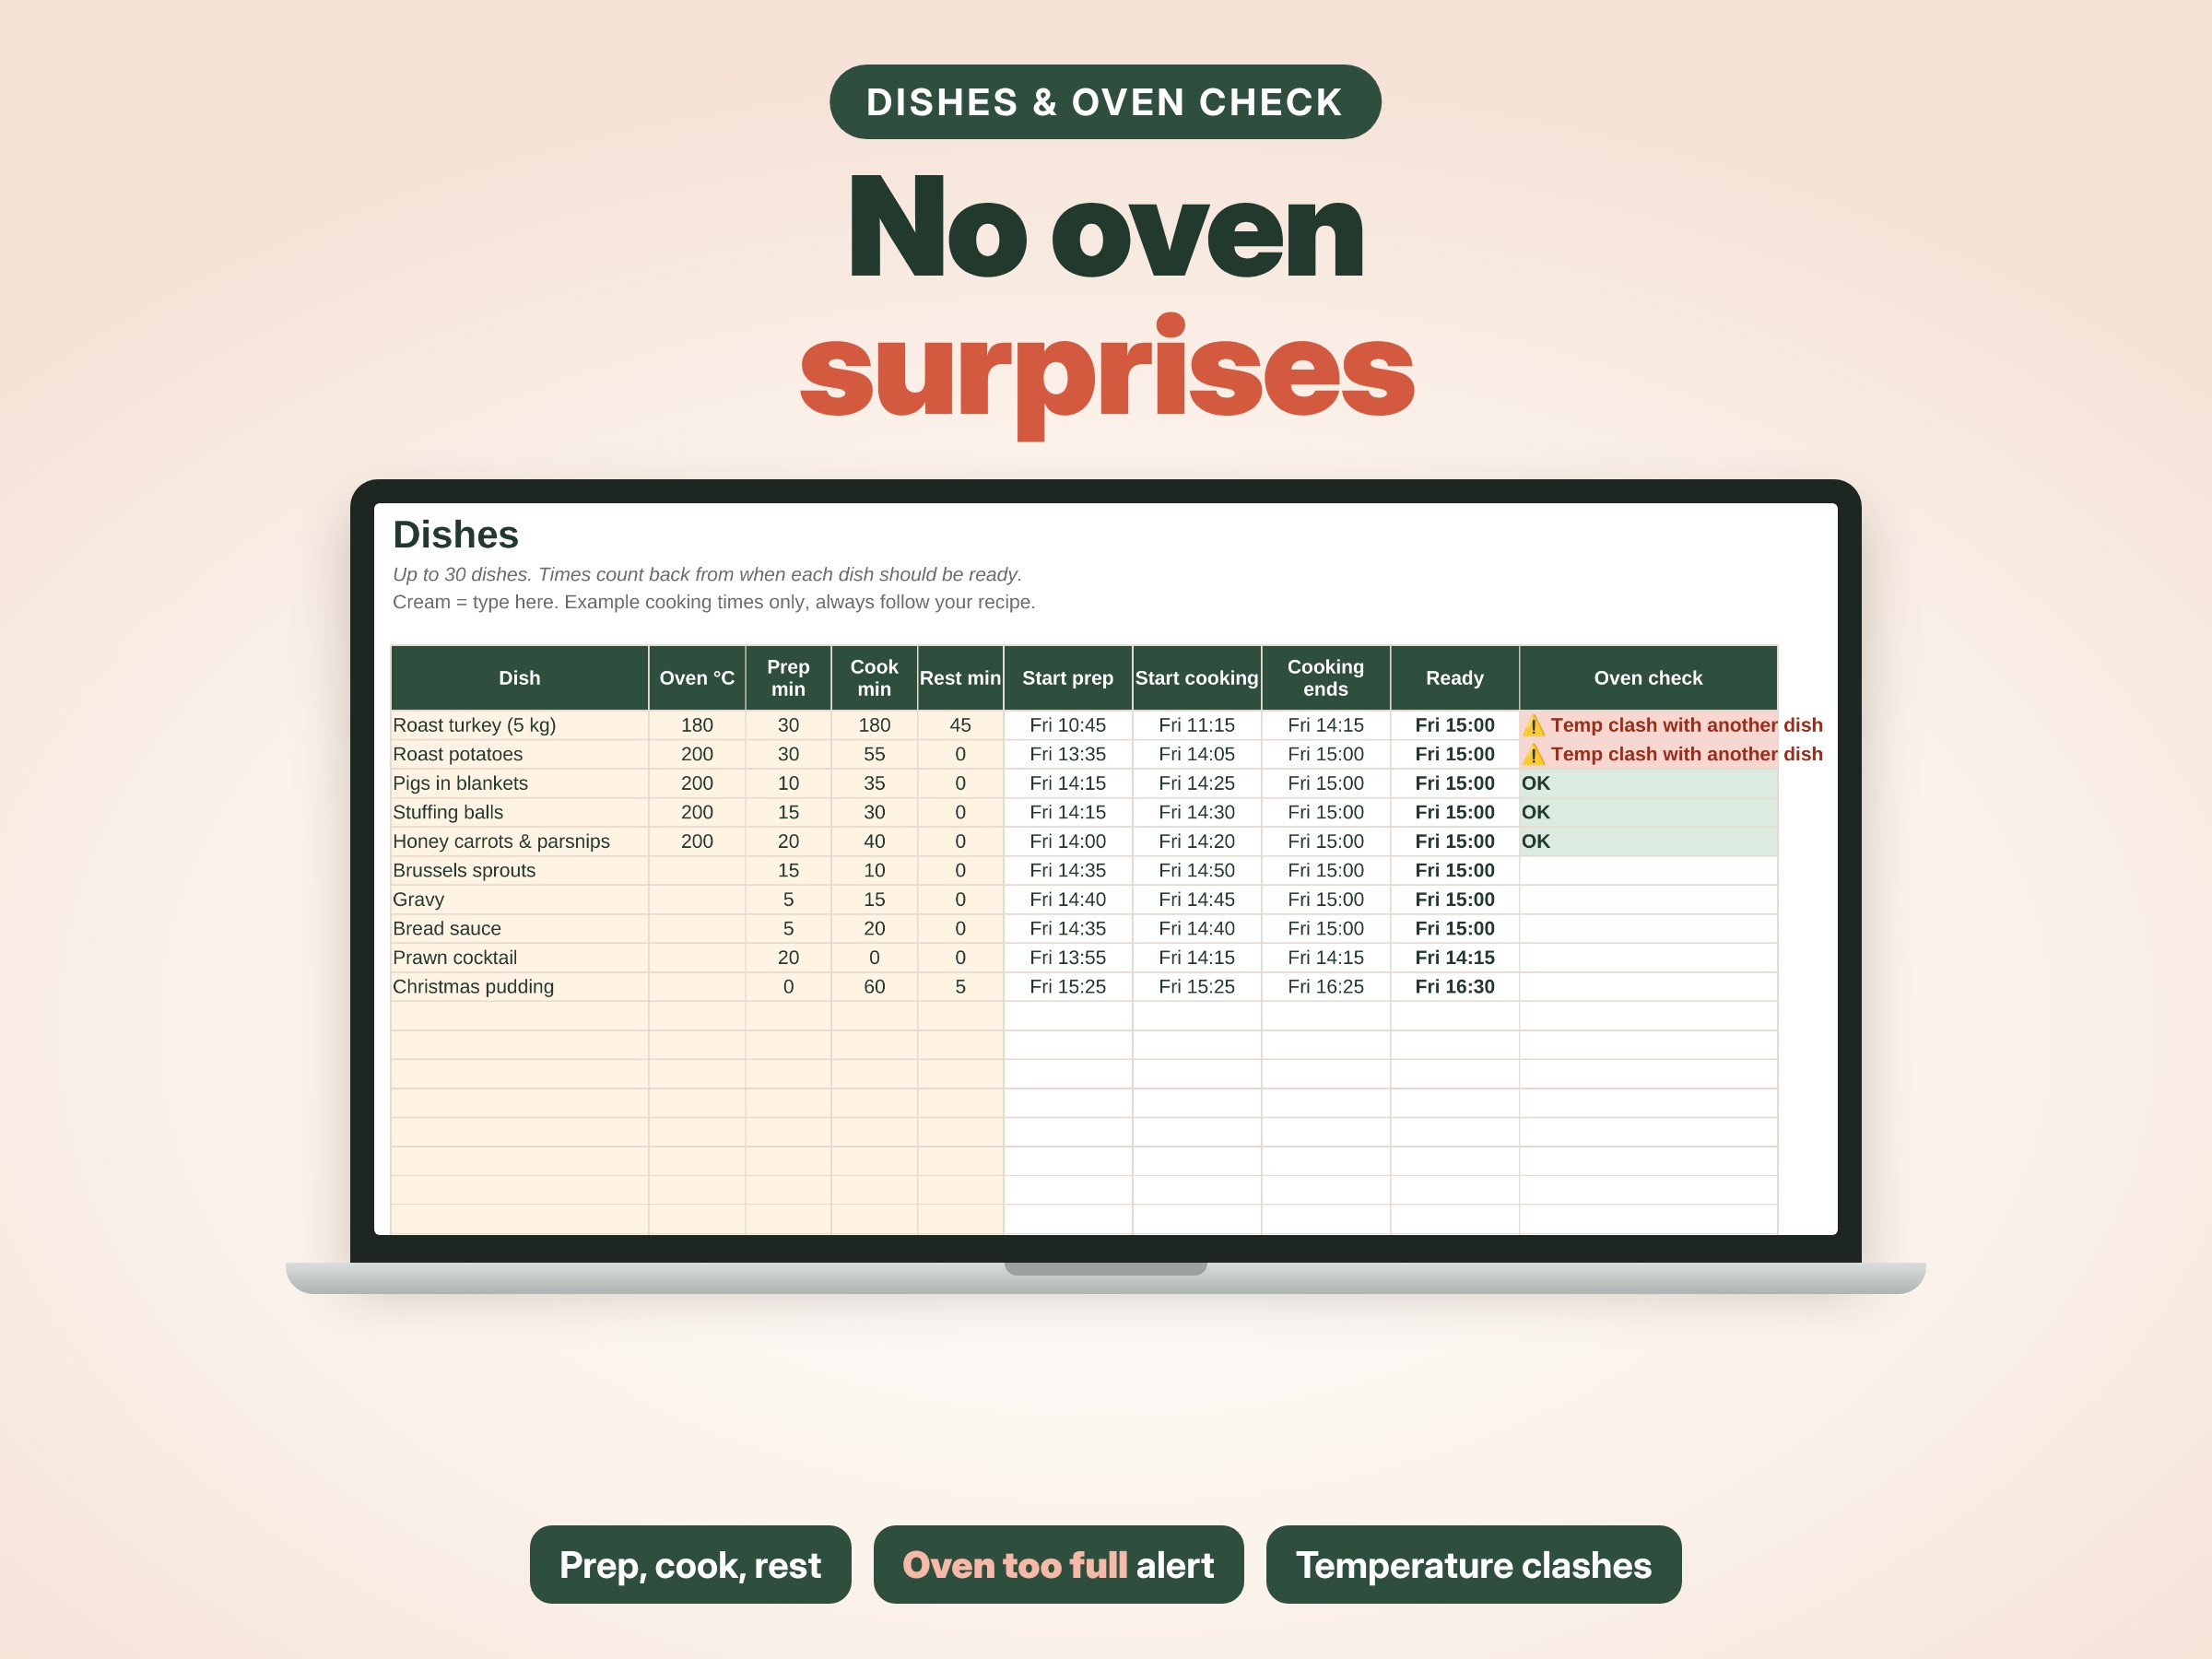 DISHES & OVEN CHECK
No oven
surprises
Dishes
Up to 30 dishes. Times count back from when each dish should be ready.
Cream = type here. Example cooking times only, always follow your recipe.
Dish Oven °C Prep min Cook min Rest min Start prep Start cooking Cooking ends Ready Oven check
Roast turkey (5 kg) 180 30 180 45 Fri 10:45 Fri 11:15 Fri 14:15 Fri 15:00 ⚠️ Temp clash with another dish
Roast potatoes 200 30 55 0 Fri 13:35 Fri 14:05 Fri 15:00 Fri 15:00 ⚠️ Temp clash with another dish
Pigs in blankets 200 10 35 0 Fri 14:15 Fri 14:25 Fri 15:00 Fri 15:00 OK
Stuffing balls 200 15 30 0 Fri 14:15 Fri 14:30 Fri 15:00 Fri 15:00 OK
Honey carrots & parsnips 200 20 40 0 Fri 14:00 Fri 14:20 Fri 15:00 Fri 15:00 OK
Brussels sprouts 15 10 0 Fri 14:35 Fri 14:50 Fri 15:00 Fri 15:00
Gravy 5 15 0 Fri 14:40 Fri 14:45 Fri 15:00 Fri 15:00
Bread sauce 5 20 0 Fri 14:35 Fri 14:40 Fri 15:00 Fri 15:00
Prawn cocktail 20 0 0 Fri 13:55 Fri 14:15 Fri 14:15 Fri 14:15
Christmas pudding 0 60 5 Fri 15:25 Fri 15:25 Fri 16:25 Fri 16:30
Prep, cook, rest
Oven too full alert
Temperature clashes